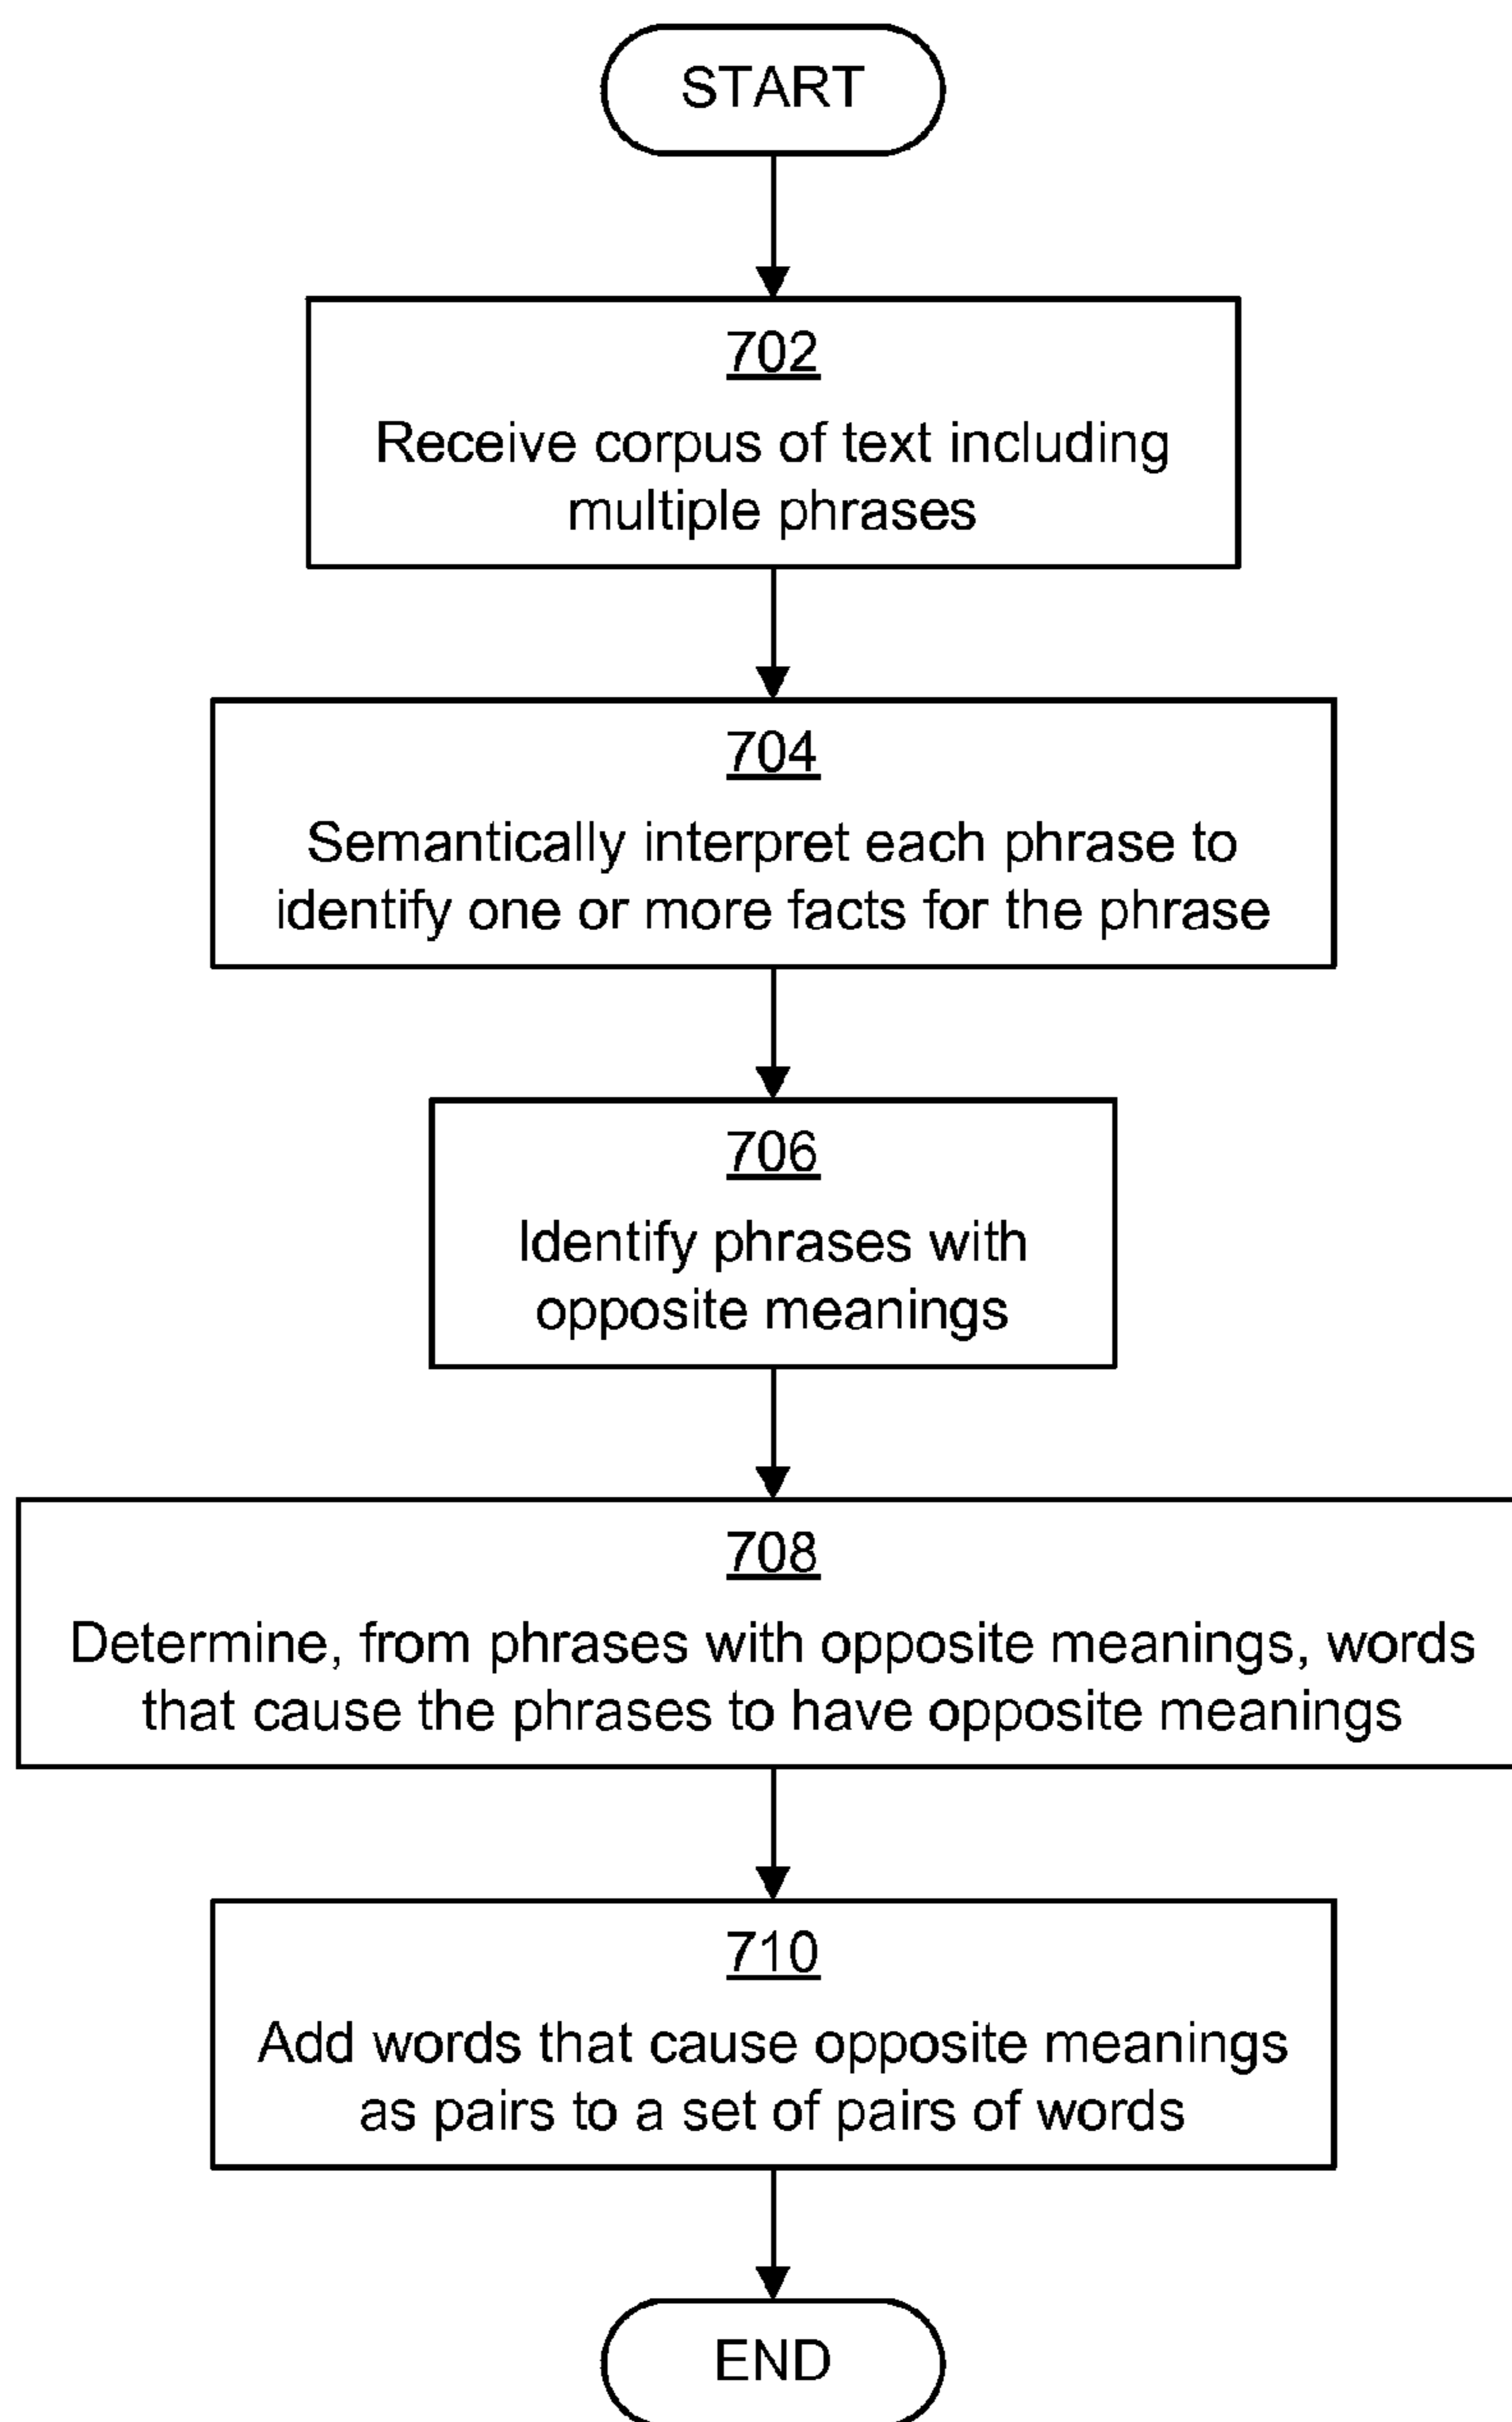 START
702
Receive corpus of text including
multiple phrases
704
Semantically interpret each phrase to
identify one or more facts for the phrase
706
Identify phrases with
opposite meanings
708
Determine, from phrases with opposite meanings, words
that cause the phrases to have opposite meanings
710
Add words that cause opposite meanings
as pairs to a set of pairs of words
END